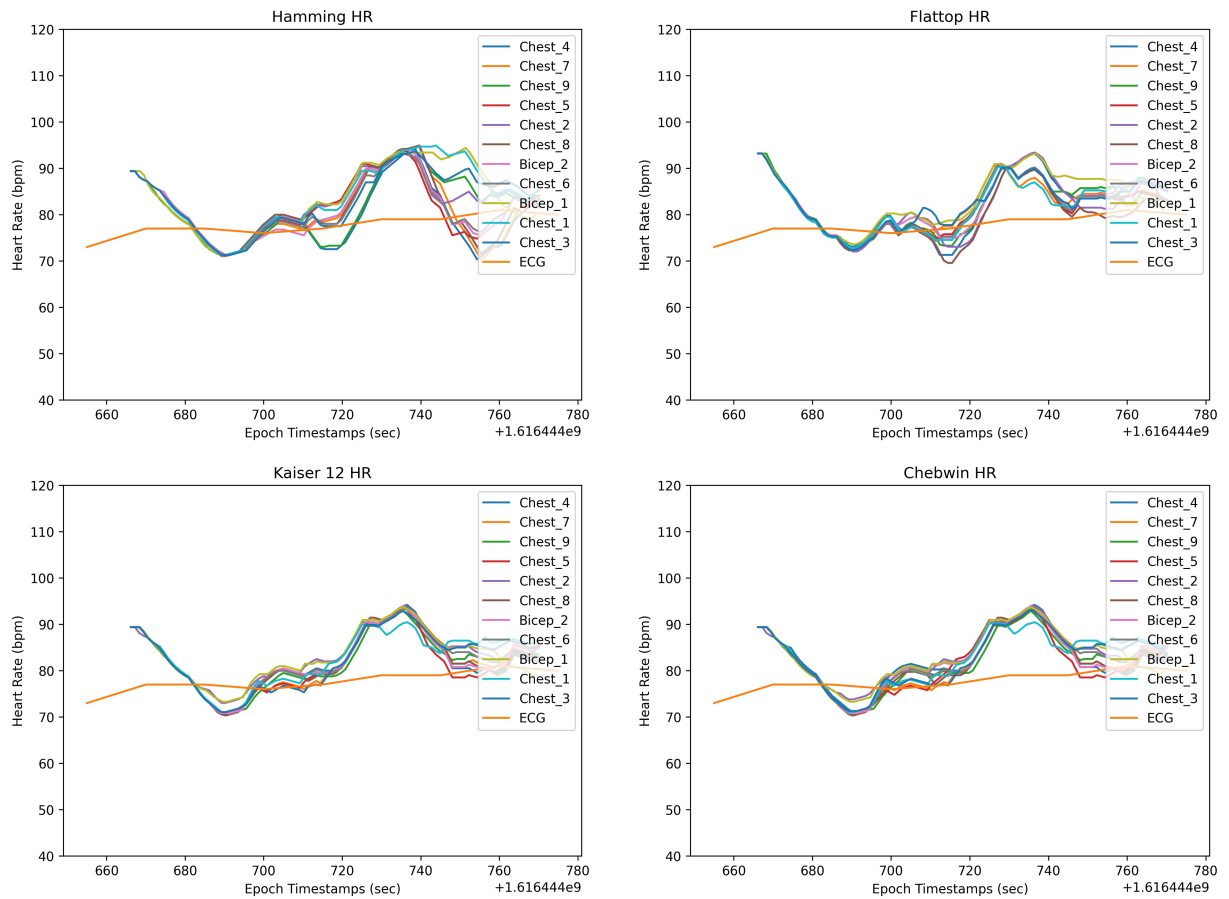 Hamming HR
120
110
100
90
80
70
60
50
40
Heart Rate (bpm)
660 680 700 720 740 760 780
Epoch Timestamps (sec)
+1.616444e9
Chest_4
Chest_7
Chest_9
Chest_5
Chest_2
Chest_8
Bicep_2
Chest_6
Bicep_1
Chest_1
Chest_3
ECG
Flattop HR
120
110
100
90
80
70
60
50
40
Heart Rate (bpm)
660 680 700 720 740 760 780
Epoch Timestamps (sec)
+1.616444e9
Chest_4
Chest_7
Chest_9
Chest_5
Chest_2
Chest_8
Bicep_2
Chest_6
Bicep_1
Chest_1
Chest_3
ECG
Kaiser 12 HR
120
110
100
90
80
70
60
50
40
Heart Rate (bpm)
660 680 700 720 740 760 780
Epoch Timestamps (sec)
+1.616444e9
Chest_4
Chest_7
Chest_9
Chest_5
Chest_2
Chest_8
Bicep_2
Chest_6
Bicep_1
Chest_1
Chest_3
ECG
Chebwin HR
120
110
100
90
80
70
60
50
40
Heart Rate (bpm)
660 680 700 720 740 760 780
Epoch Timestamps (sec)
+1.616444e9
Chest_4
Chest_7
Chest_9
Chest_5
Chest_2
Chest_8
Bicep_2
Chest_6
Bicep_1
Chest_1
Chest_3
ECG